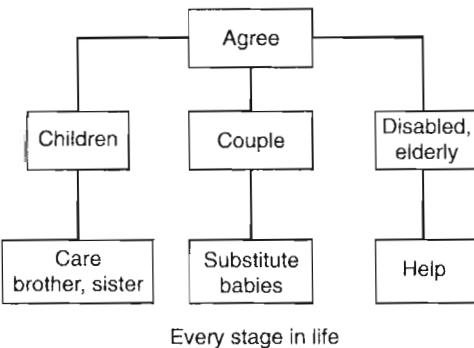 Agree
Children
Couple
Disabled,
elderly
Care
brother, sister
Substitute
babies
Help
Every stage in life